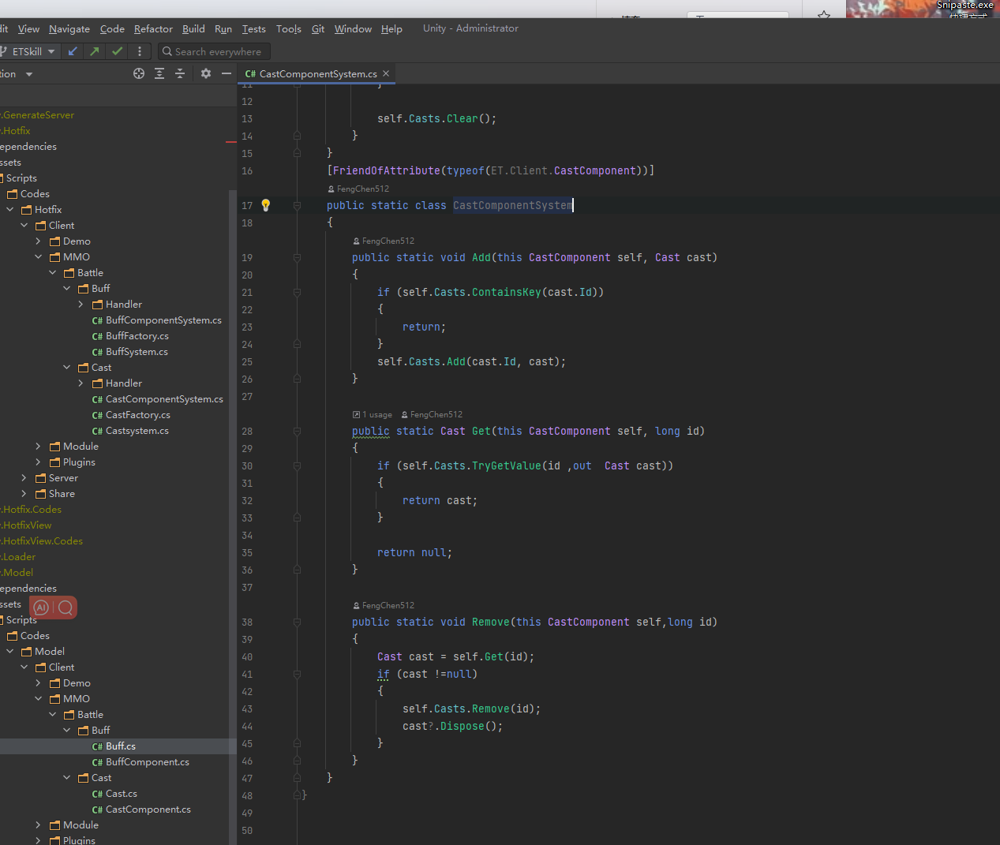 Snipaste.exe
快捷方式
dit View Navigate Code Refactor Build Run Tests Tools Git Window Help Unity - Administrator
ETSkill Search everywhere
tion
C# CastComponentSystem.cs
.GenerateServer
.Hotfix
ependencies
ssets
Scripts
Codes
Hotfix
Client
Demo
MMO
Battle
Buff
Handler
C# BuffComponentSystem.cs
C# BuffFactory.cs
C# BuffSystem.cs
Cast
Handler
C# CastComponentSystem.cs
C# CastFactory.cs
C# Castsystem.cs
Module
Plugins
Server
Share
.Hotfix.Codes
.HotfixView
.HotfixView.Codes
.Loader
.Model
ependencies
ssets
AI
Scripts
Codes
Model
Client
Demo
MMO
Battle
Buff
C# Buff.cs
C# BuffComponent.cs
Cast
C# Cast.cs
C# CastComponent.cs
Module
Plugins
11 }
12
13 self.Casts.Clear();
14 }
15 }
16 [FriendOfAttribute(typeof(ET.Client.CastComponent))]
FengChen512
17 public static class CastComponentSystem
18 {
FengChen512
19 public static void Add(this CastComponent self, Cast cast)
20 {
21 if (self.Casts.ContainsKey(cast.Id))
22 {
23 return;
24 }
25 self.Casts.Add(cast.Id, cast);
26 }
27
1 usage FengChen512
28 public static Cast Get(this CastComponent self, long id)
29 {
30 if (self.Casts.TryGetValue(id ,out  Cast cast))
31 {
32 return cast;
33 }
34
35 return null;
36 }
37
FengChen512
38 public static void Remove(this CastComponent self,long id)
39 {
40 Cast cast = self.Get(id);
41 if (cast !=null)
42 {
43 self.Casts.Remove(id);
44 cast?.Dispose();
45 }
46 }
47 }
48 }
49
50